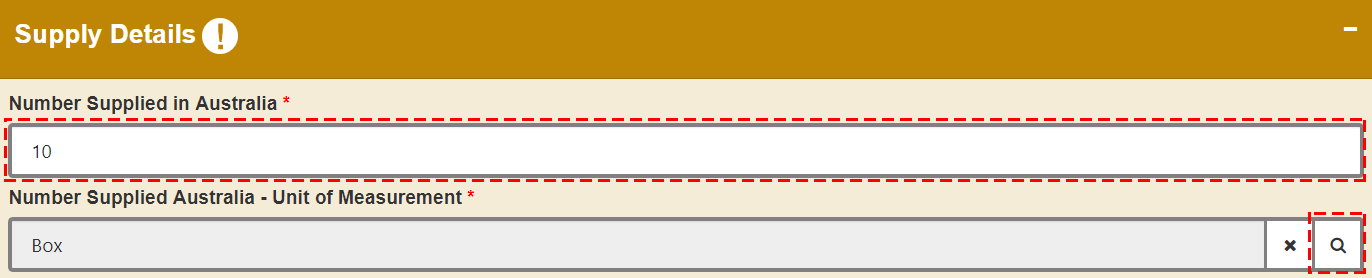 Supply Details !
Number Supplied in Australia *
10
Number Supplied Australia - Unit of Measurement *
Box